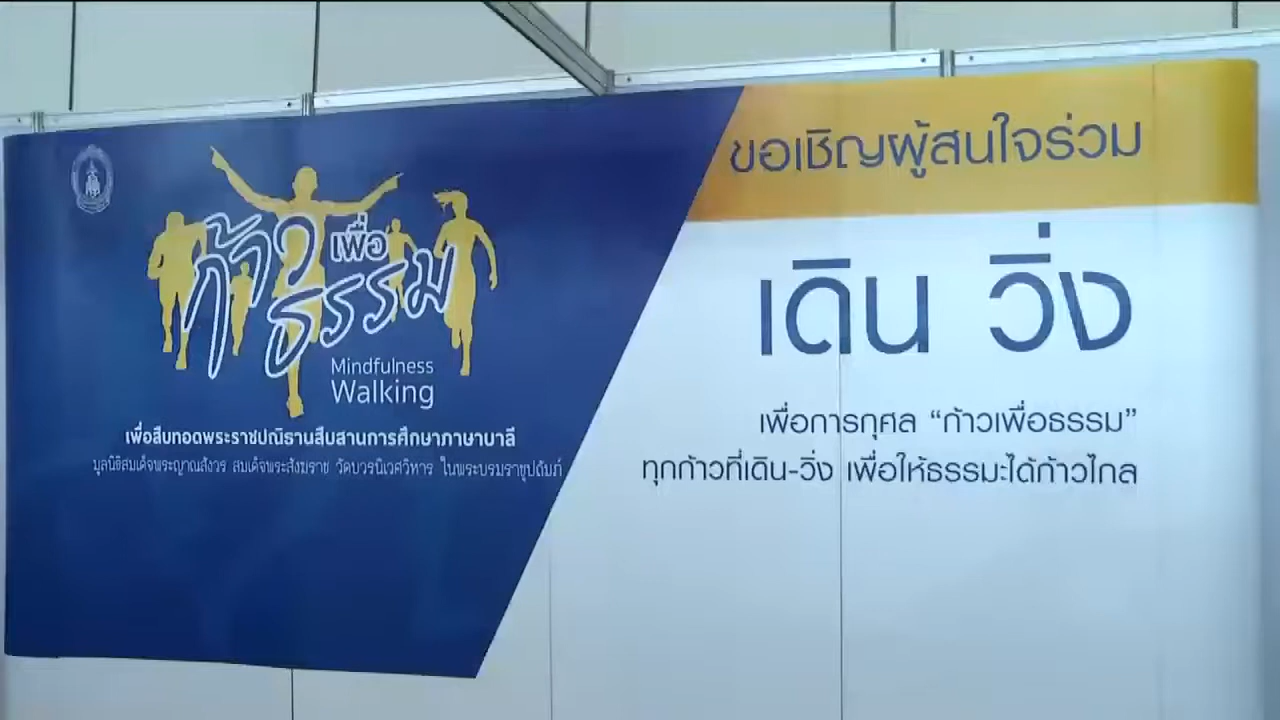 ก้าว เพื่อ
ธรรม
Mindfulness
Walking
เพื่อสืบทอดพระราชปณิธานสืบสานการศึกษาภาษาบาลี
มูลนิธิสมเด็จพระญาณสังวร สมเด็จพระสังฆราช วัดบวรนิเวศวิหาร ในพระบรมราชูปถัมภ์
ขอเชิญผู้สนใจร่วม
เดิน วิ่ง
เพื่อการกุศล “ก้าวเพื่อธรรม”
ทุกก้าวที่เดิน-วิ่ง เพื่อให้ธรรมะได้ก้าวไกล